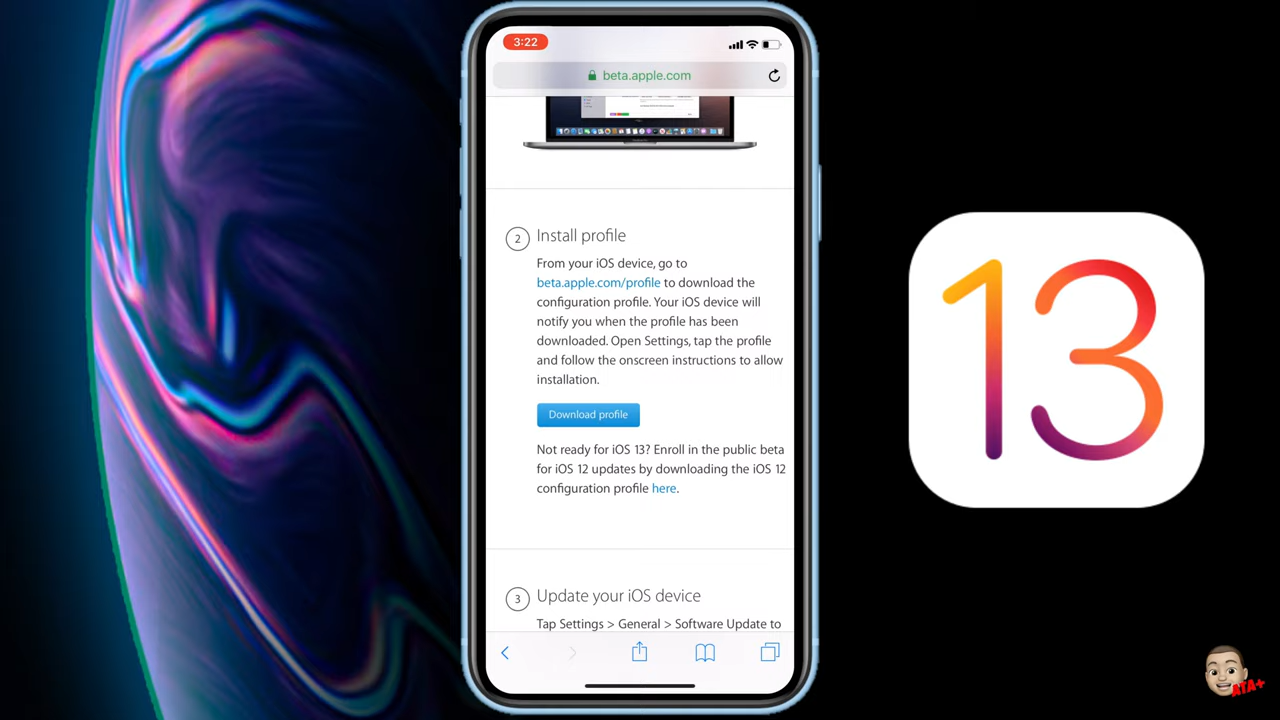 3:22
beta.apple.com
2
Install profile
From your iOS device, go to
beta.apple.com/profile to download the
configuration profile. Your iOS device will
notify you when the profile has been
downloaded. Open Settings, tap the profile
and follow the onscreen instructions to allow
installation.
Download profile
Not ready for iOS 13? Enroll in the public beta
for iOS 12 updates by downloading the iOS 12
configuration profile here.
3
Update your iOS device
Tap Settings > General > Software Update to
13
ATA+